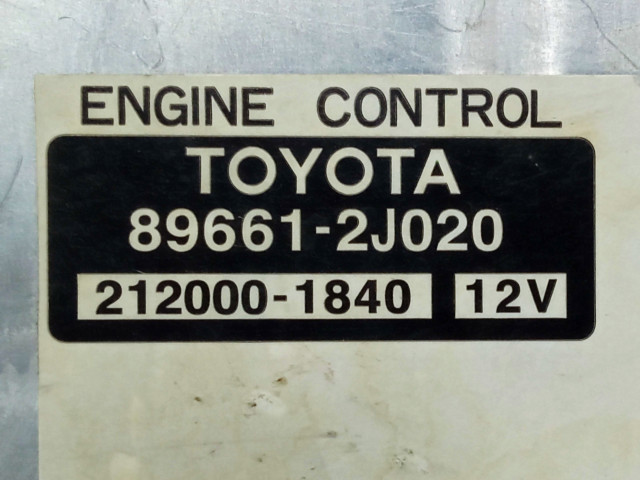 ENGINE CONTROL
TOYOTA
89661-2J020
212000-1840 12V